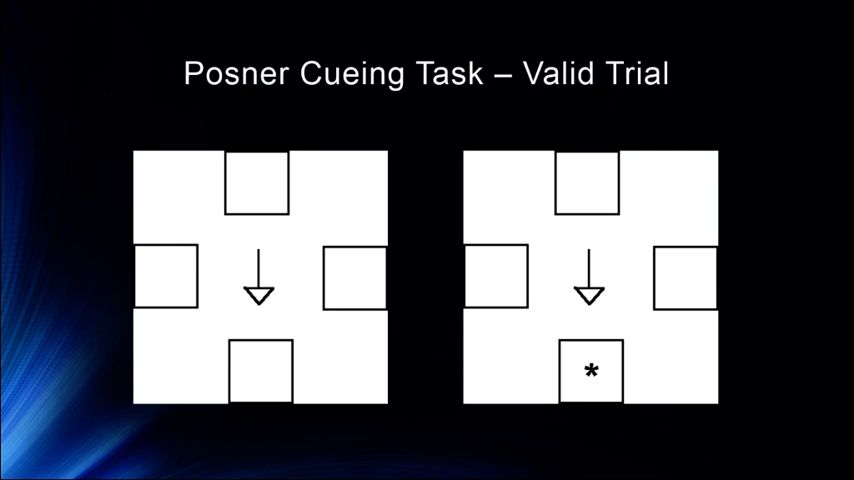 Posner Cueing Task – Valid Trial
*